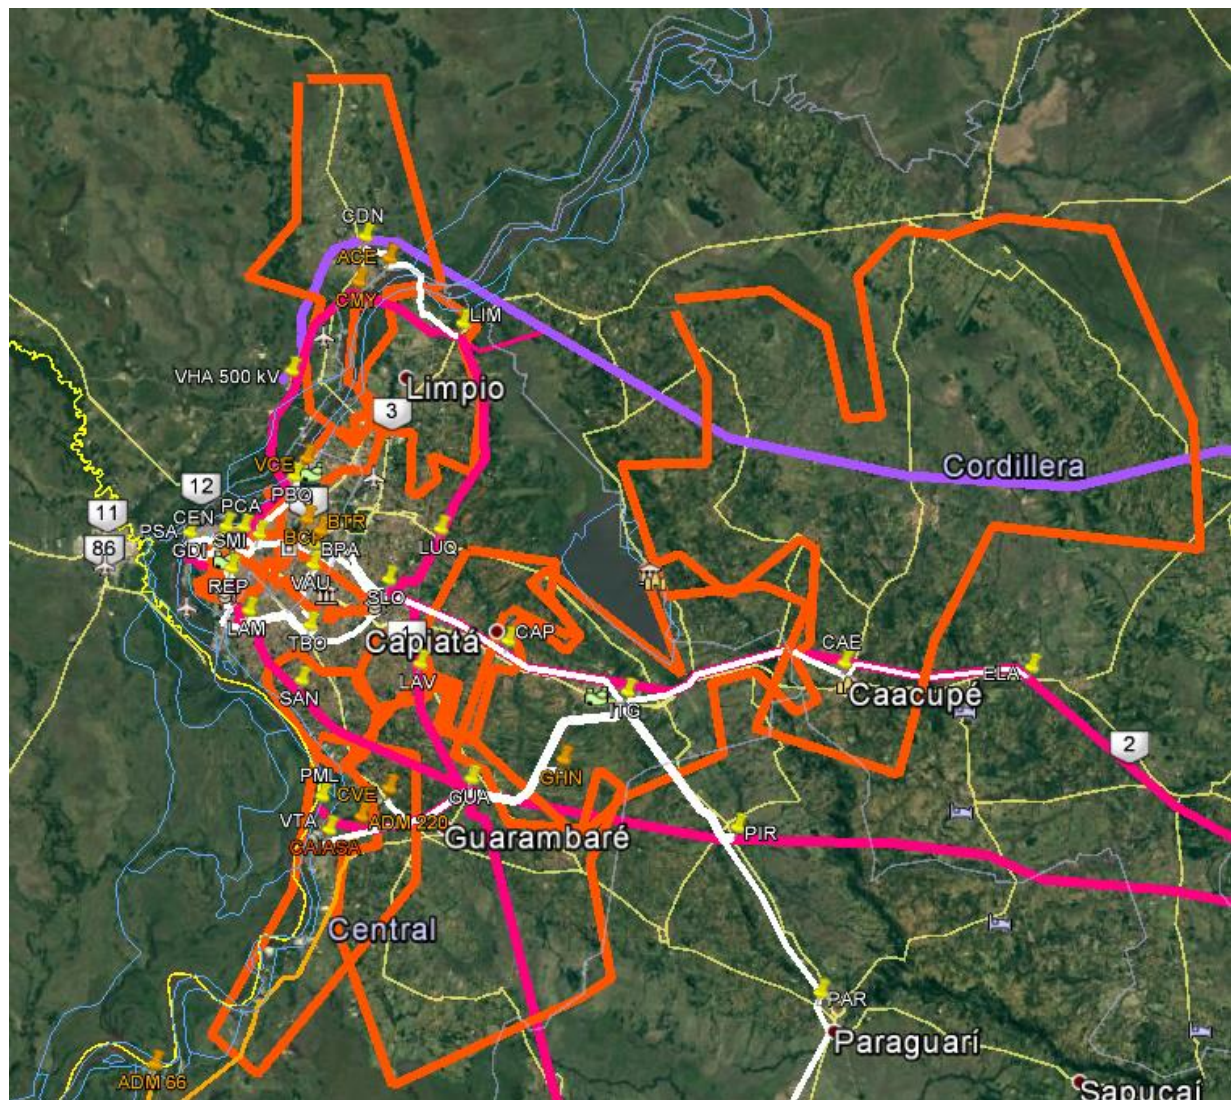 CDN
ACE
CMY
LIM
VHA 500 kV
Limpio
3
VCE
Cordillera
12
PBO
11
PCA
CEN
PSA
BTR
86
SMI
BCI
GDI
BPA
LUQ
REP
VAU
SLO
LAM
TBO
CAP
Capiatá
CAE
ELA
LAV
SAN
Caacupé
ITG
2
PML
GHN
CVE
GUA
VTA
ADM 220
PIR
Guarambaré
CAIASA
Central
PAR
Paraguarí
ADM 66
Sapucaí